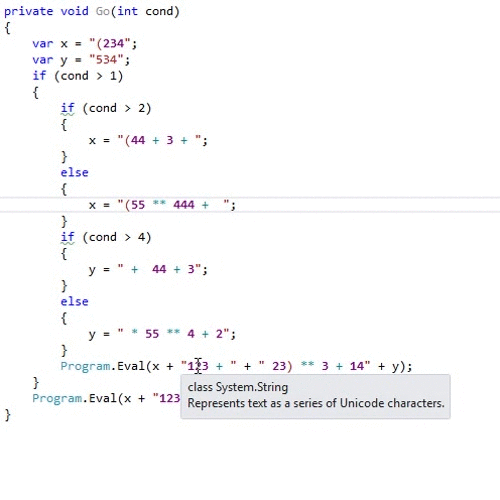 private void Go(int cond)
{
var x = "(234";
var y = "534";
if (cond > 1)
{
if (cond > 2)
{
x = "(44 + 3 + ";
}
else
{
x = "(55 ** 444 +  ";
}
if (cond > 4)
{
y = " +  44 + 3";
}
else
{
y = " * 55 ** 4 + 2";
}
Program.Eval(x + "123 + " + " 23) ** 3 + 14" + y);
}
Program.Eval(x + "123
}
class System.String
Represents text as a series of Unicode characters.